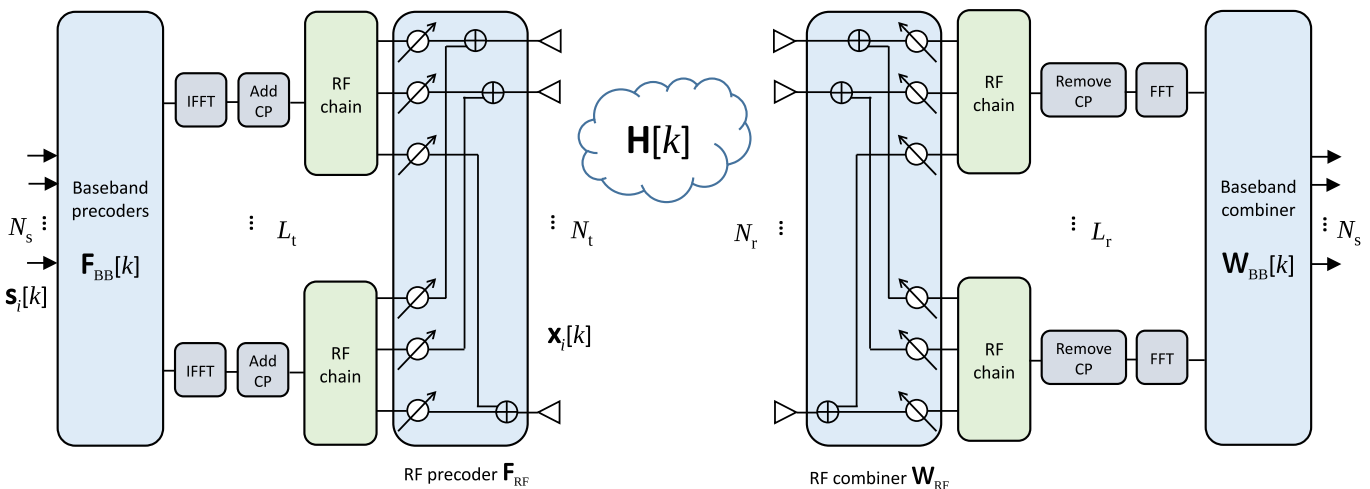 Baseband
precoders
F_BB[k]
N_s ⋮
s_i[k]
IFFT
Add
CP
RF
chain
⋮ L_t
IFFT
Add
CP
RF
chain
⋮ N_t
x_i[k]
RF precoder F_RF
H[k]
N_r ⋮
RF combiner W_RF
RF
chain
Remove
CP
FFT
⋮ L_r
RF
chain
Remove
CP
FFT
Baseband
combiner
W_BB[k]
⋮ N_s